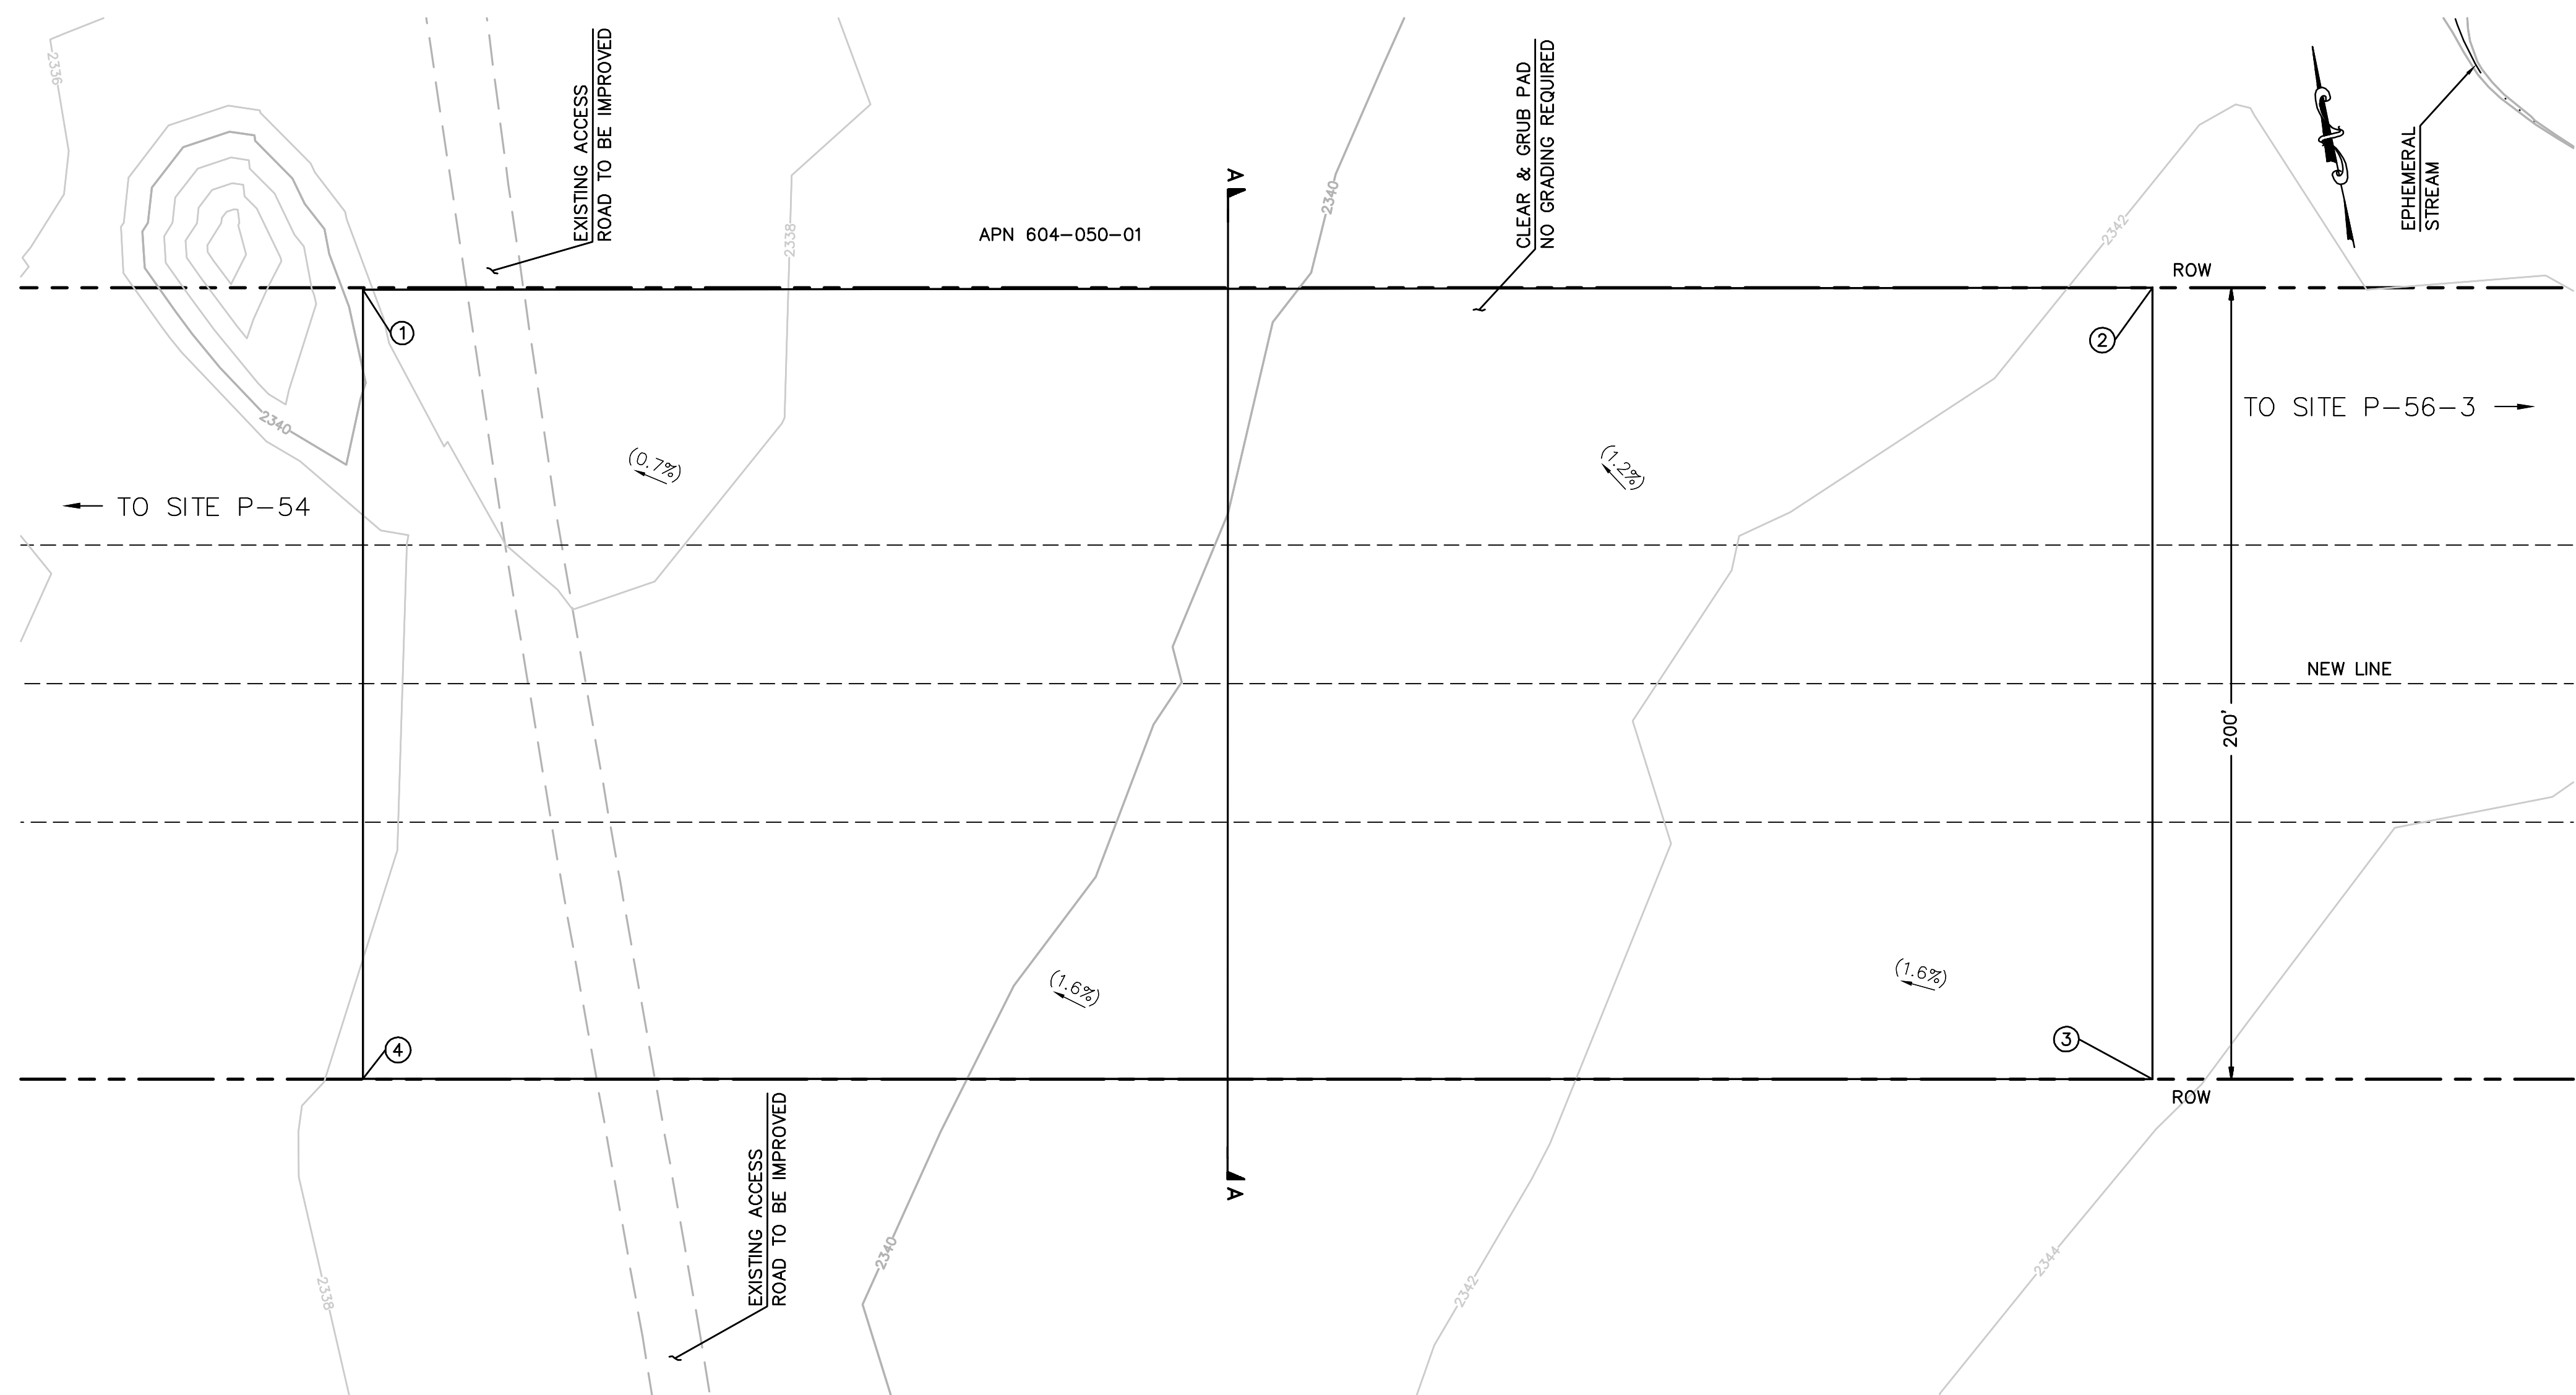 2336
EXISTING ACCESS
ROAD TO BE IMPROVED
CLEAR & GRUB PAD
NO GRADING REQUIRED
EPHEMERAL
STREAM
A
2340
2338
2342
APN 604-050-01
ROW
1
2
2340
TO SITE P-56-3
(0.7%)
(1.2%)
TO SITE P-54
NEW LINE
200'
(1.6%)
(1.6%)
4
3
ROW
EXISTING ACCESS
ROAD TO BE IMPROVED
A
2338
2340
2342
2344